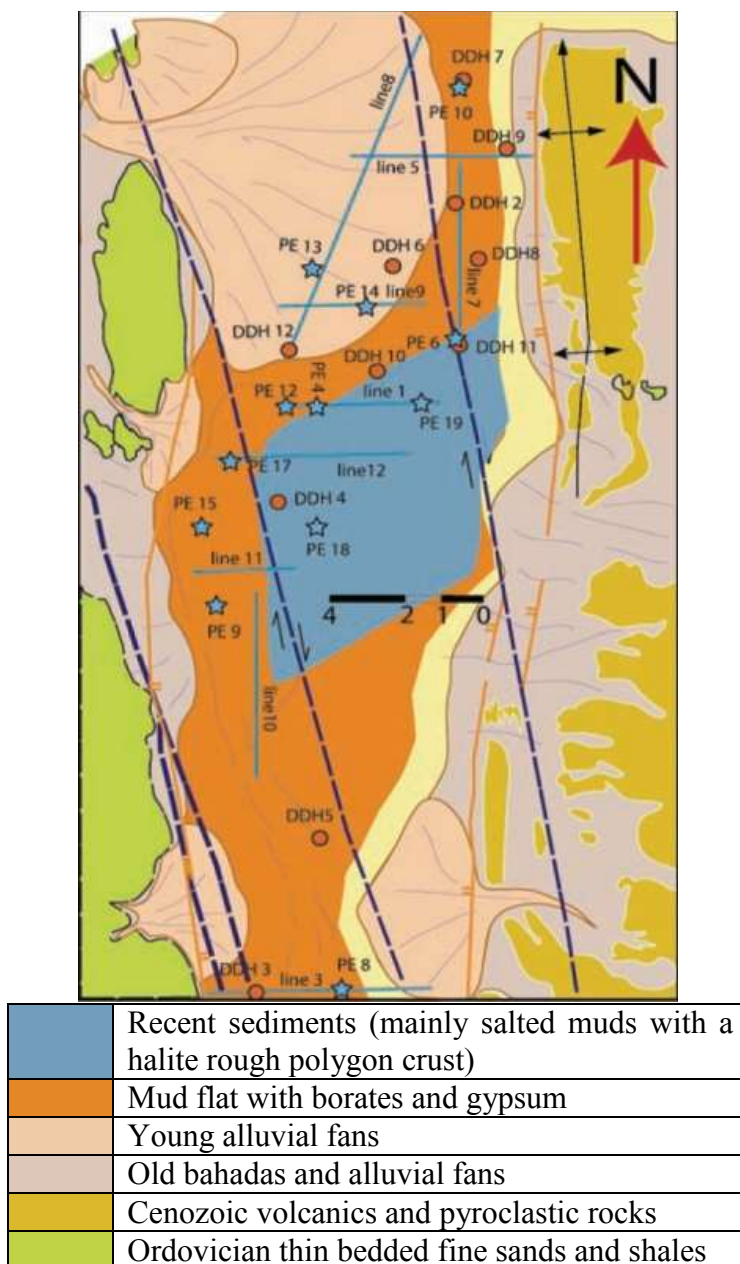 DDH 7
N
line8
PE 10
DDH 9
line 5
DDH 2
PE 13
DDH 6
DDH8
line 7
PE 14 line9
DDH 12
PE 6
DDH 11
DDH 10
PE 4
line 1
PE 12
PE 19
PE 17
line12
DDH 4
PE 15
PE 18
line 11
4 2 1 0
PE 9
line10
DDH5
DDH 3
line 3
PE 8
Recent sediments (mainly salted muds with a
halite rough polygon crust)
Mud flat with borates and gypsum
Young alluvial fans
Old bahadas and alluvial fans
Cenozoic volcanics and pyroclastic rocks
Ordovician thin bedded fine sands and shales